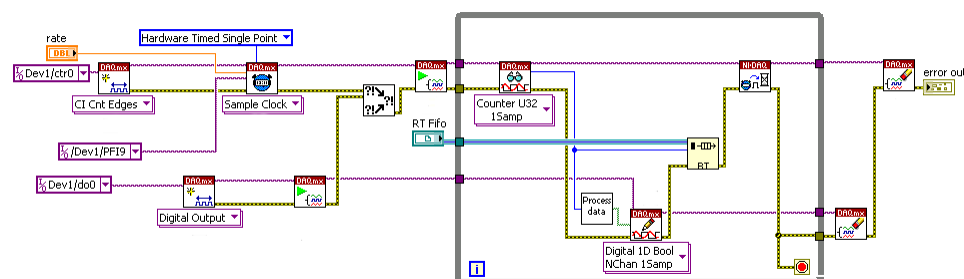 rate
DBL
Hardware Timed Single Point
Dev1/ctr0
DAQmx
CI Cnt Edges
DAQmx
Sample Clock
DAQmx
/Dev1/PFI9
Dev1/do0
DAQmx
Digital Output
DAQmx
RT Fifo
DAQmx
Counter U32
1Samp
RT
NI-DAQ
Process
data
DAQmx
Digital 1D Bool
NChan 1Samp
i
DAQmx
error out
DAQmx